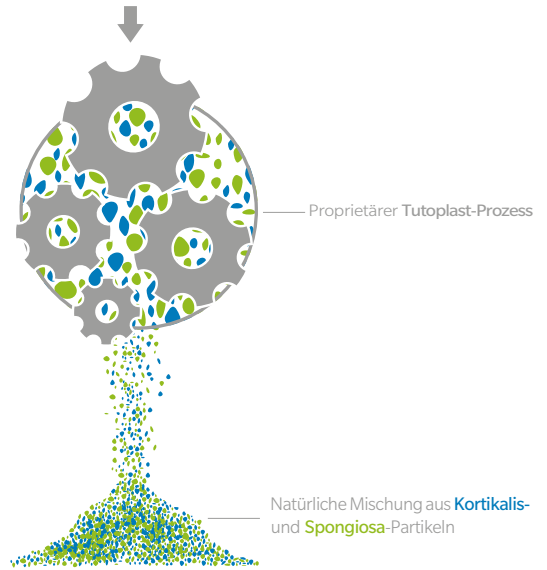 Proprietärer Tutoplast-Prozess
Natürliche Mischung aus Kortikalis-
und Spongiosa-Partikeln